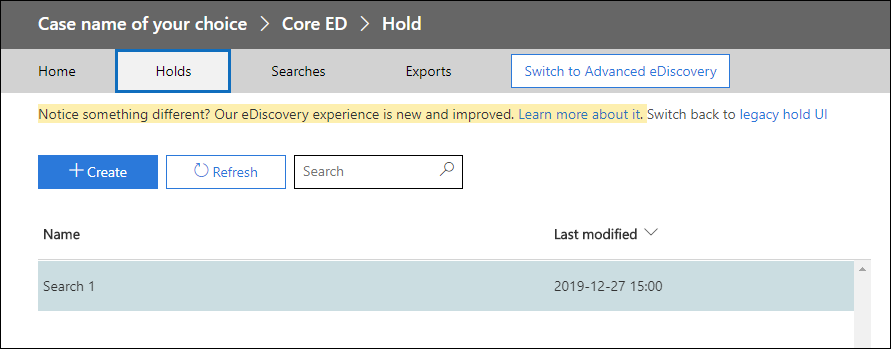 Case name of your choice > Core ED > Hold
Home Holds Searches Exports Switch to Advanced eDiscovery
Notice something different? Our eDiscovery experience is new and improved. Learn more about it. Switch back to legacy hold UI
+ Create Refresh Search
Name Last modified
Search 1 2019-12-27 15:00